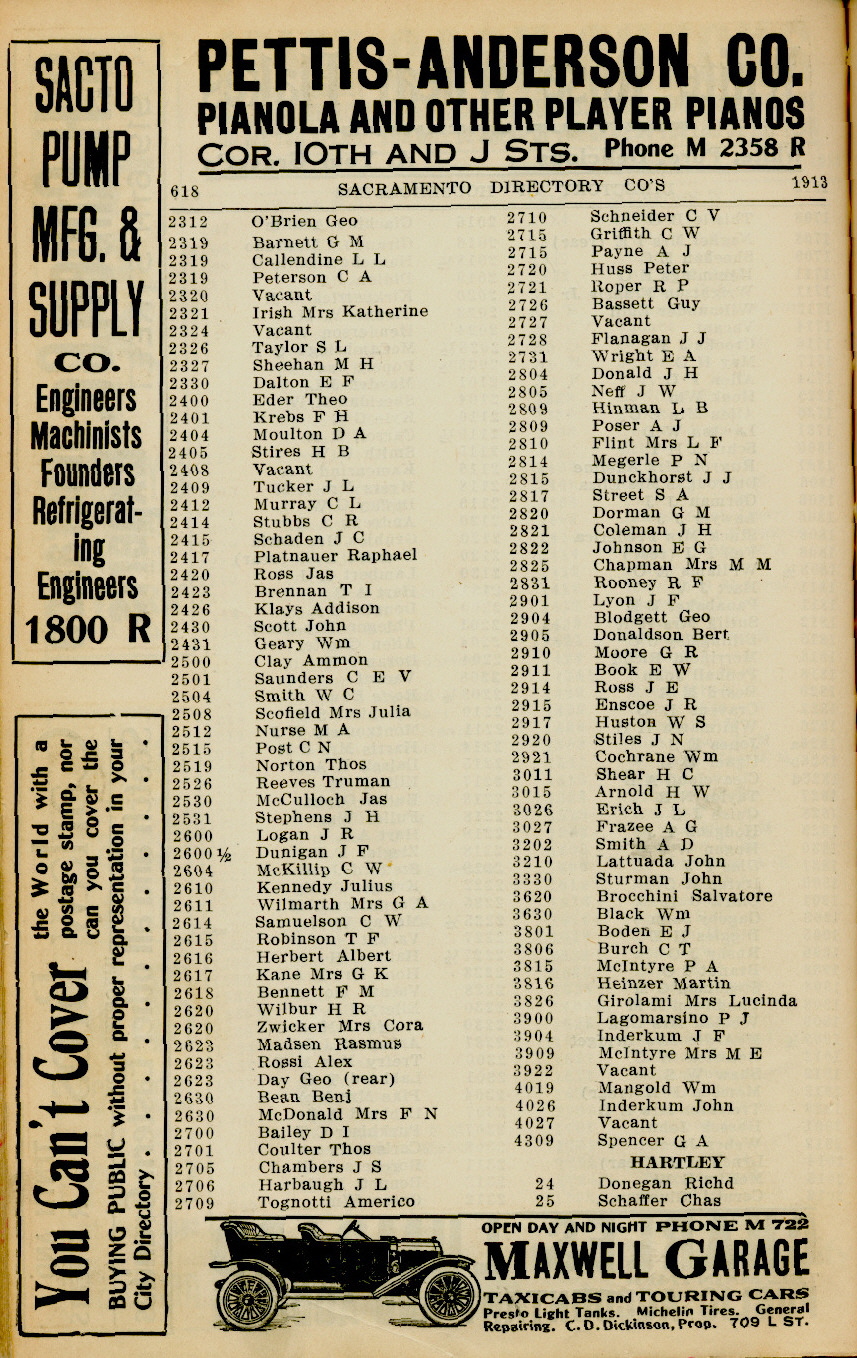 PETTIS-ANDERSON CO.
PIANOLA AND OTHER PLAYER PIANOS
COR. 10TH AND J STS. Phone M 2358 R
618 SACRAMENTO DIRECTORY CO'S 1913
SACTO
PUMP
MFG. &
SUPPLY
CO.
Engineers
Machinists
Founders
Refrigerat-
ing
Engineers
1800 R
You Can't Cover the World with a
postage stamp, nor
can you cover the
BUYING PUBLIC without proper representation in your
City Directory . . . . . . . .
2312 O'Brien Geo
2319 Barnett G M
2319 Callendine L L
2319 Peterson C A
2320 Vacant
2321 Irish Mrs Katherine
2324 Vacant
2326 Taylor S L
2327 Sheehan M H
2330 Dalton E F
2400 Eder Theo
2401 Krebs F H
2404 Moulton D A
2405 Stires H B
2408 Vacant
2409 Tucker J L
2412 Murray C L
2414 Stubbs C R
2415 Schaden J C
2417 Platnauer Raphael
2420 Ross Jas
2423 Brennan T I
2426 Klays Addison
2430 Scott John
2431 Geary Wm
2500 Clay Ammon
2501 Saunders C E V
2504 Smith W C
2508 Scofield Mrs Julia
2512 Nurse M A
2515 Post C N
2519 Norton Thos
2526 Reeves Truman
2530 McCulloch Jas
2531 Stephens J H
2600 Logan J R
2600½ Dunigan J F
2604 McKillip C W
2610 Kennedy Julius
2611 Wilmarth Mrs G A
2614 Samuelson C W
2615 Robinson T F
2616 Herbert Albert
2617 Kane Mrs G K
2618 Bennett F M
2620 Wilbur H R
2620 Zwicker Mrs Cora
2623 Madsen Rasmus
2623 Rossi Alex
2623 Day Geo (rear)
2630 Bean Benj
2630 McDonald Mrs F N
2700 Bailey D I
2701 Coulter Thos
2705 Chambers J S
2706 Harbaugh J L
2709 Tognotti Americo
2710 Schneider C V
2715 Griffith C W
2715 Payne A J
2720 Huss Peter
2721 Roper R P
2726 Bassett Guy
2727 Vacant
2728 Flanagan J J
2731 Wright E A
2804 Donald J H
2805 Neff J W
2809 Hinman L B
2809 Poser A J
2810 Flint Mrs L F
2814 Megerle P N
2815 Dunckhorst J J
2817 Street S A
2820 Dorman G M
2821 Coleman J H
2822 Johnson E G
2825 Chapman Mrs M M
2831 Rooney R F
2901 Lyon J F
2904 Blodgett Geo
2905 Donaldson Bert
2910 Moore G R
2911 Book E W
2914 Ross J E
2915 Enscoe J R
2917 Huston W S
2920 Stiles J N
2921 Cochrane Wm
3011 Shear H C
3015 Arnold H W
3026 Erich J L
3027 Frazee A G
3202 Smith A D
3210 Lattuada John
3330 Sturman John
3620 Brocchini Salvatore
3630 Black Wm
3801 Boden E J
3806 Burch C T
3815 McIntyre P A
3816 Heinzer Martin
3826 Girolami Mrs Lucinda
3900 Lagomarsino P J
3904 Inderkum J F
3909 McIntyre Mrs M E
3922 Vacant
4019 Mangold Wm
4026 Inderkum John
4027 Vacant
4309 Spencer G A
HARTLEY
24 Donegan Richd
25 Schaffer Chas
OPEN DAY AND NIGHT PHONE M 722
MAXWELL GARAGE
TAXICABS and TOURING CARS
Presto Light Tanks. Michelin Tires. General
Repairing. C. D. Dickinson, Prop. 709 L ST.